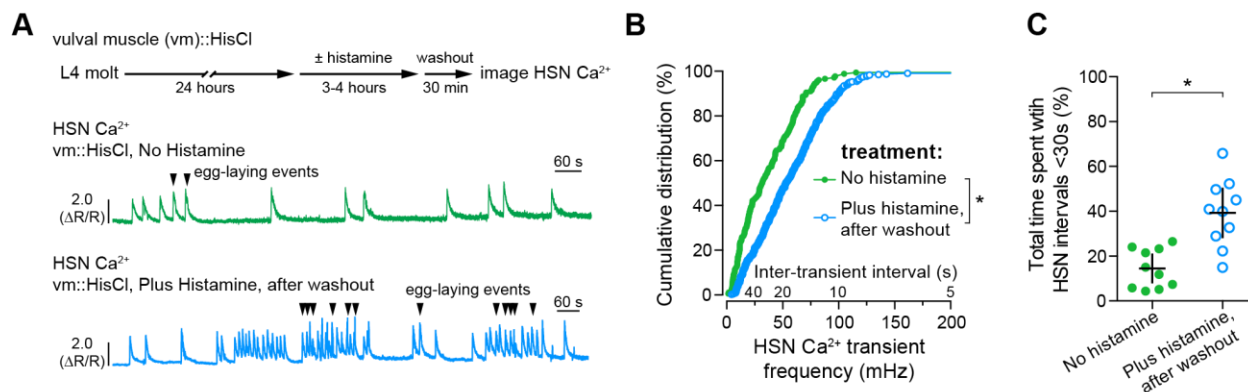 A
vulval muscle (vm)::HisCl
L4 molt
24 hours
± histamine
3-4 hours
washout
30 min
image HSN Ca²⁺
HSN Ca²⁺
vm::HisCl, No Histamine
60 s
egg-laying events
2.0
(ΔR/R)
HSN Ca²⁺
vm::HisCl, Plus Histamine, after washout
egg-laying events
60 s
2.0
(ΔR/R)
B
Cumulative distribution (%)
100
80
60
40
20
0
treatment:
No histamine
Plus histamine,
after washout
*
Inter-transient interval (s)
40 20 10 5
0 50 100 150 200
HSN Ca²⁺ transient
frequency (mHz)
C
Total time spent wtih
HSN intervals <30s (%)
100
80
60
40
20
0
*
No histamine
Plus histamine,
after washout